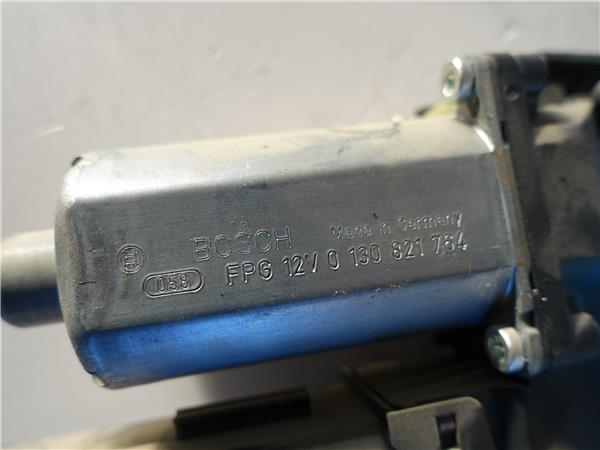 BOSCH Made in Germany
058 FPG 12V 0 130 821 784